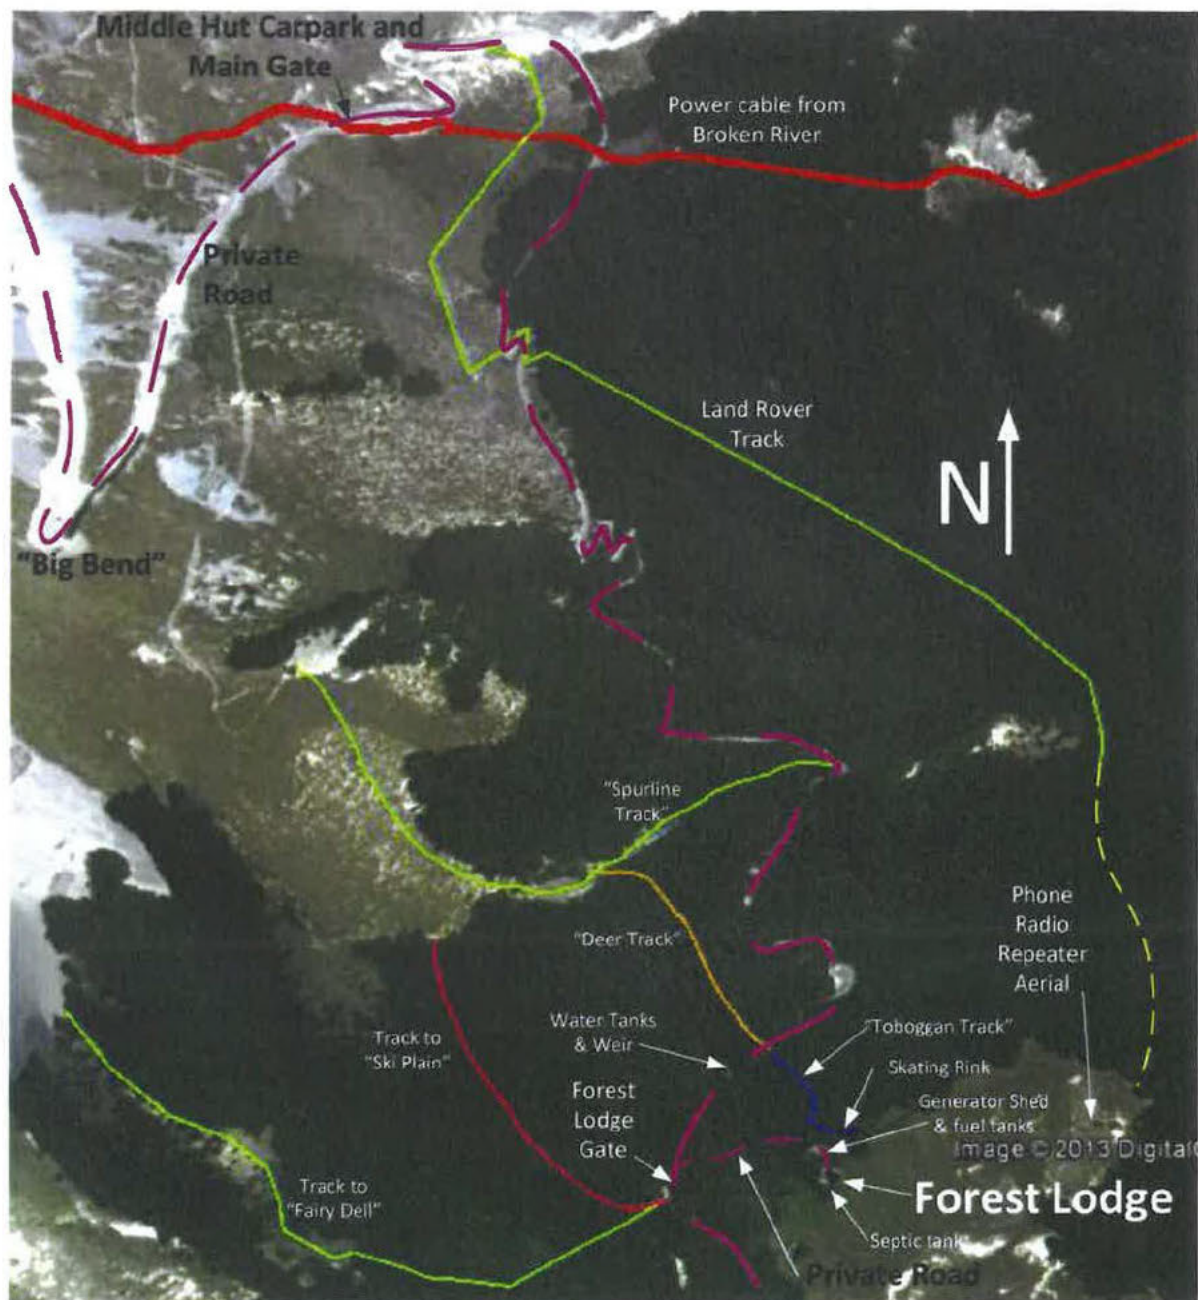 Middle Hut Carpark and
Main Gate
Power cable from
Broken River
Private
Road
Land Rover
Track
N
"Big Bend"
"Spurline
Track"
Phone
Radio
Repeater
Aerial
"Deer Track"
Water Tanks
& Weir
"Toboggan Track"
Track to
"Ski Plain"
Skating Rink
Forest
Lodge
Gate
Generator Shed
& fuel tanks
Image © 2013 DigitalG
Track to
"Fairy Dell"
Forest Lodge
Septic tank
Private Road